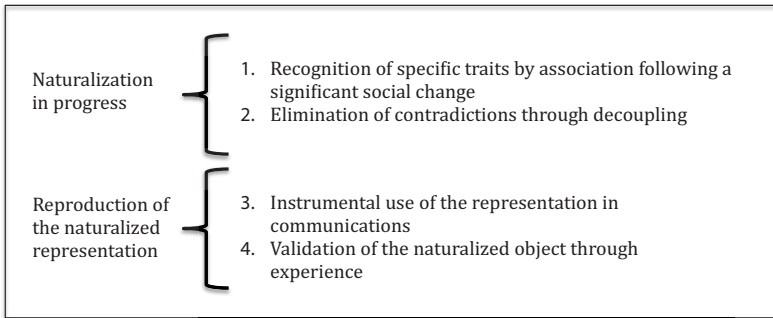 Naturalization
in progress
1. Recognition of specific traits by association following a
significant social change
2. Elimination of contradictions through decoupling
Reproduction of
the naturalized
representation
3. Instrumental use of the representation in
communications
4. Validation of the naturalized object through
experience